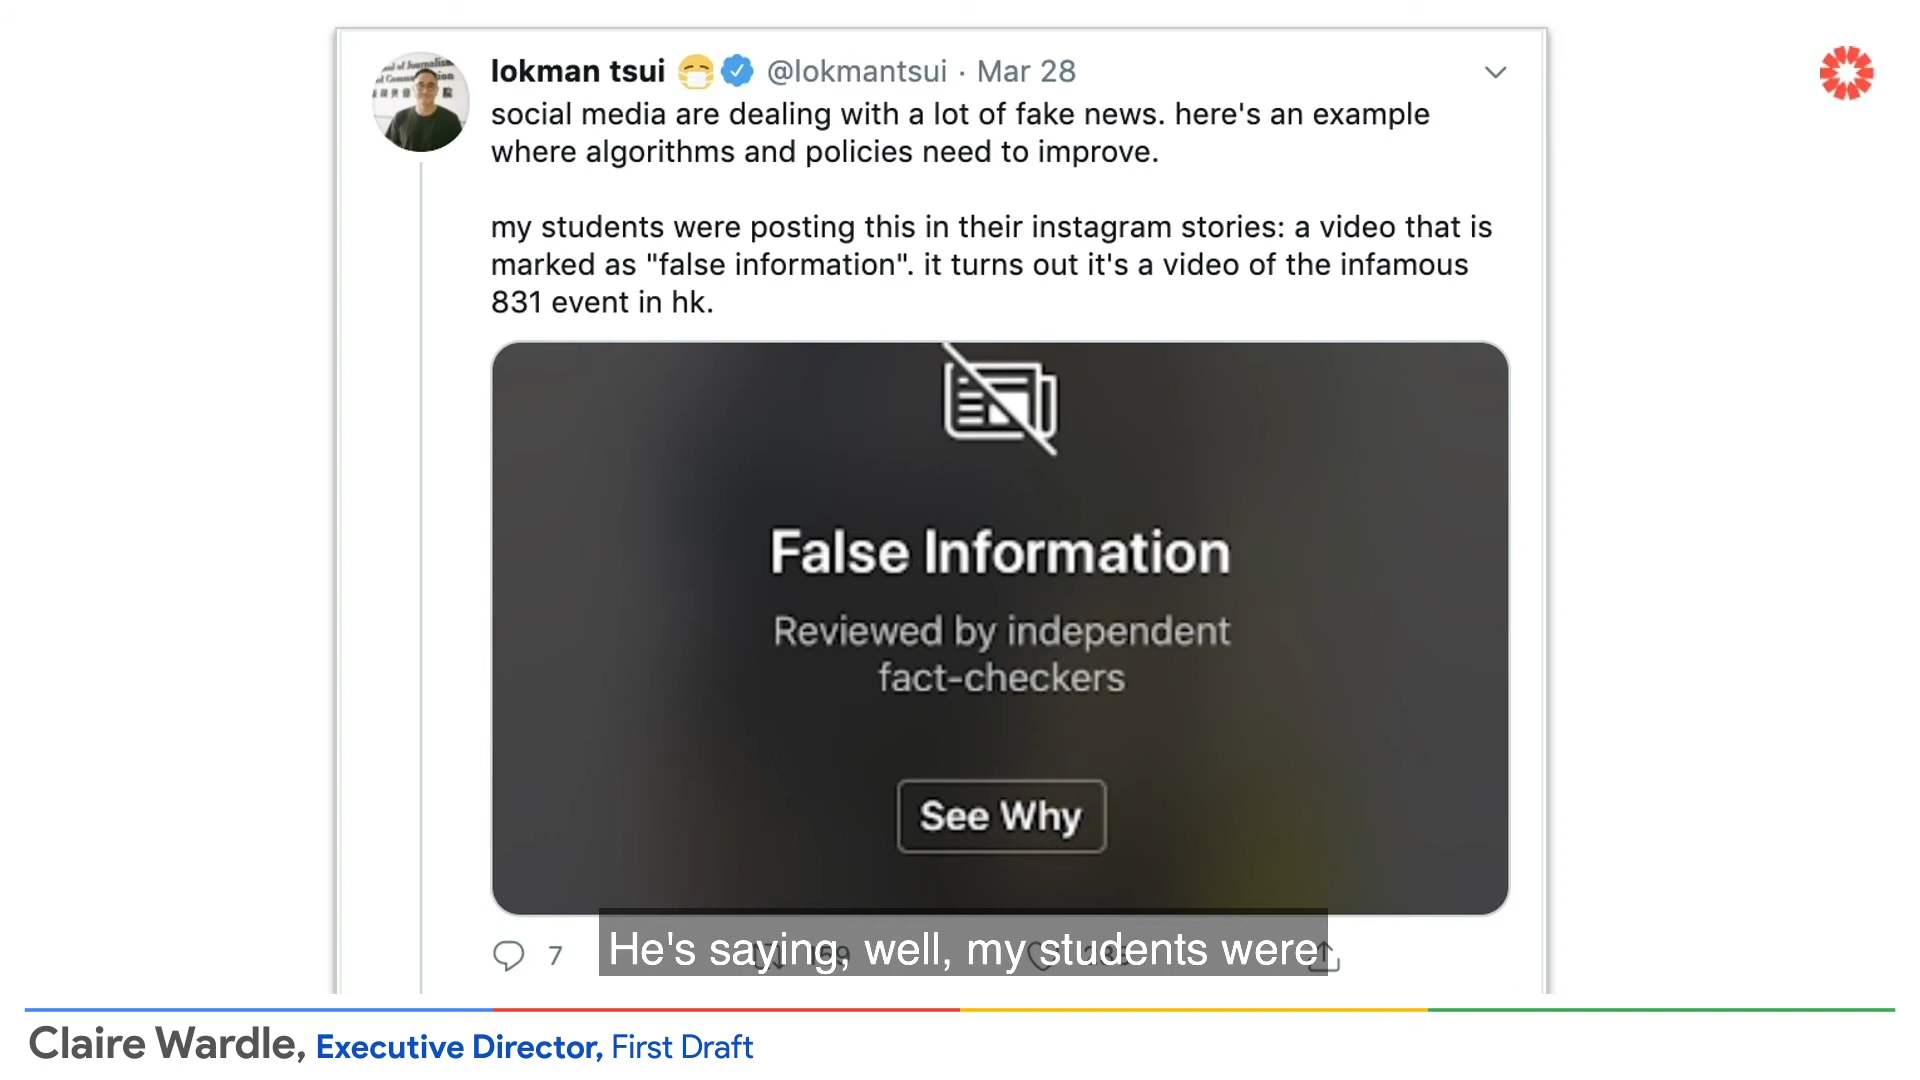 lokman tsui @lokmantsui · Mar 28
social media are dealing with a lot of fake news. here's an example
where algorithms and policies need to improve.
my students were posting this in their instagram stories: a video that is
marked as "false information". it turns out it's a video of the infamous
831 event in hk.
False Information
Reviewed by independent
fact-checkers
See Why
7
He's saying, well, my students were
Claire Wardle, Executive Director, First Draft